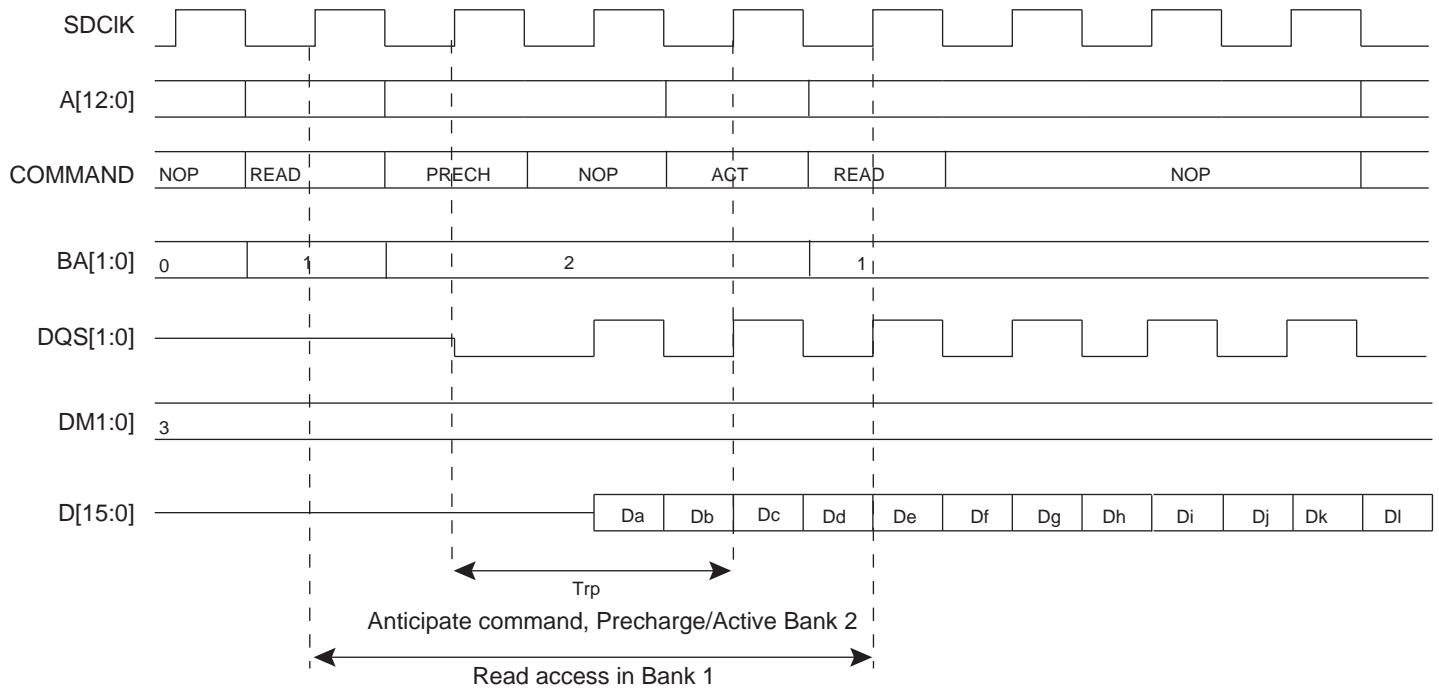 SDClK
A[12:0]
COMMAND NOP READ PRECH NOP ACT READ NOP
BA[1:0] 0 1 2 1
DQS[1:0]
DM1:0] 3
D[15:0] Da Db Dc Dd De Df Dg Dh Di Dj Dk Dl
Trp
Anticipate command, Precharge/Active Bank 2
Read access in Bank 1